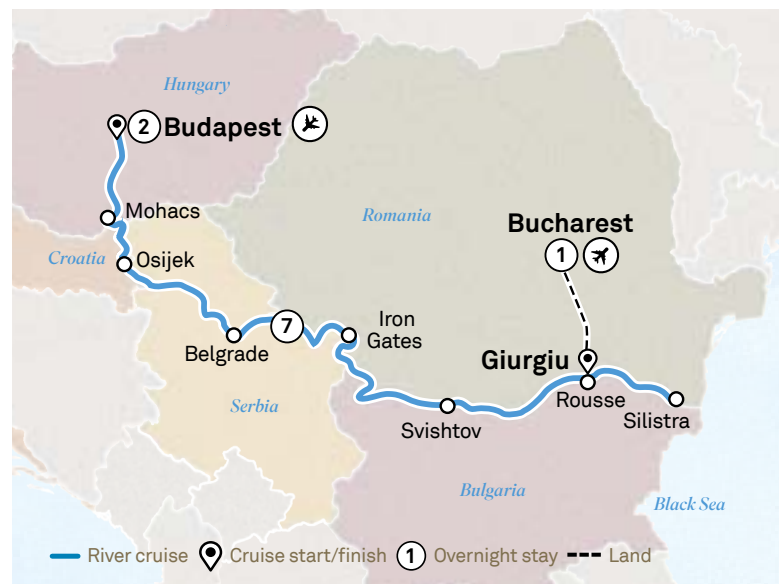 Hungary
2 Budapest
Mohacs
Romania
Bucharest
1
Croatia
Osijek
7
Iron
Gates
Belgrade
Giurgiu
Rousse
Serbia
Svishtov
Silistra
Bulgaria
Black Sea
River cruise Cruise start/finish 1 Overnight stay Land